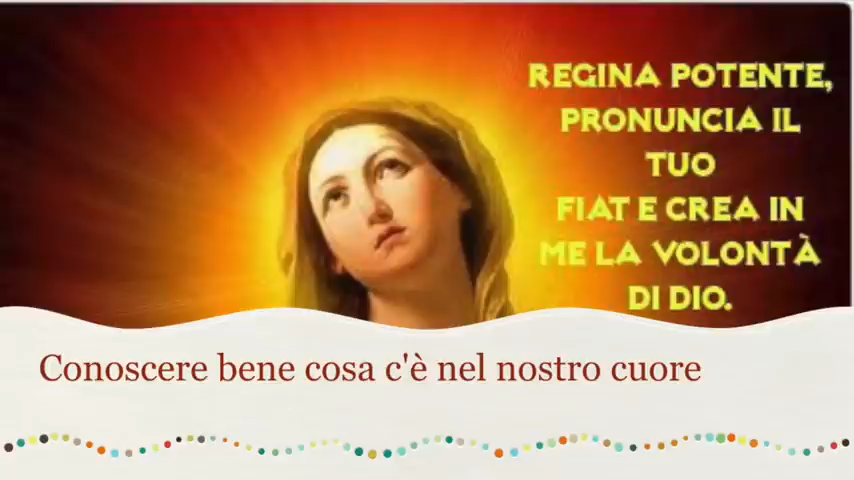 REGINA POTENTE,
PRONUNCIA IL
TUO
FIAT E CREA IN
ME LA VOLONTÀ
DI DIO.
Conoscere bene cosa c'è nel nostro cuore